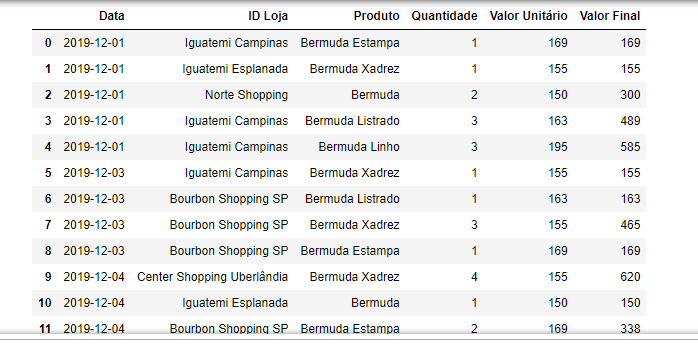 Data ID Loja Produto Quantidade Valor Unitário Valor Final
0 2019-12-01 Iguatemi Campinas Bermuda Estampa 1 169 169
1 2019-12-01 Iguatemi Esplanada Bermuda Xadrez 1 155 155
2 2019-12-01 Norte Shopping Bermuda 2 150 300
3 2019-12-01 Iguatemi Campinas Bermuda Listrado 3 163 489
4 2019-12-01 Iguatemi Campinas Bermuda Linho 3 195 585
5 2019-12-03 Iguatemi Campinas Bermuda Xadrez 1 155 155
6 2019-12-03 Bourbon Shopping SP Bermuda Listrado 1 163 163
7 2019-12-03 Bourbon Shopping SP Bermuda Xadrez 3 155 465
8 2019-12-03 Bourbon Shopping SP Bermuda Estampa 1 169 169
9 2019-12-04 Center Shopping Uberlândia Bermuda Xadrez 4 155 620
10 2019-12-04 Iguatemi Esplanada Bermuda 1 150 150
11 2019-12-04 Bourbon Shopping SP Bermuda Estampa 2 169 338